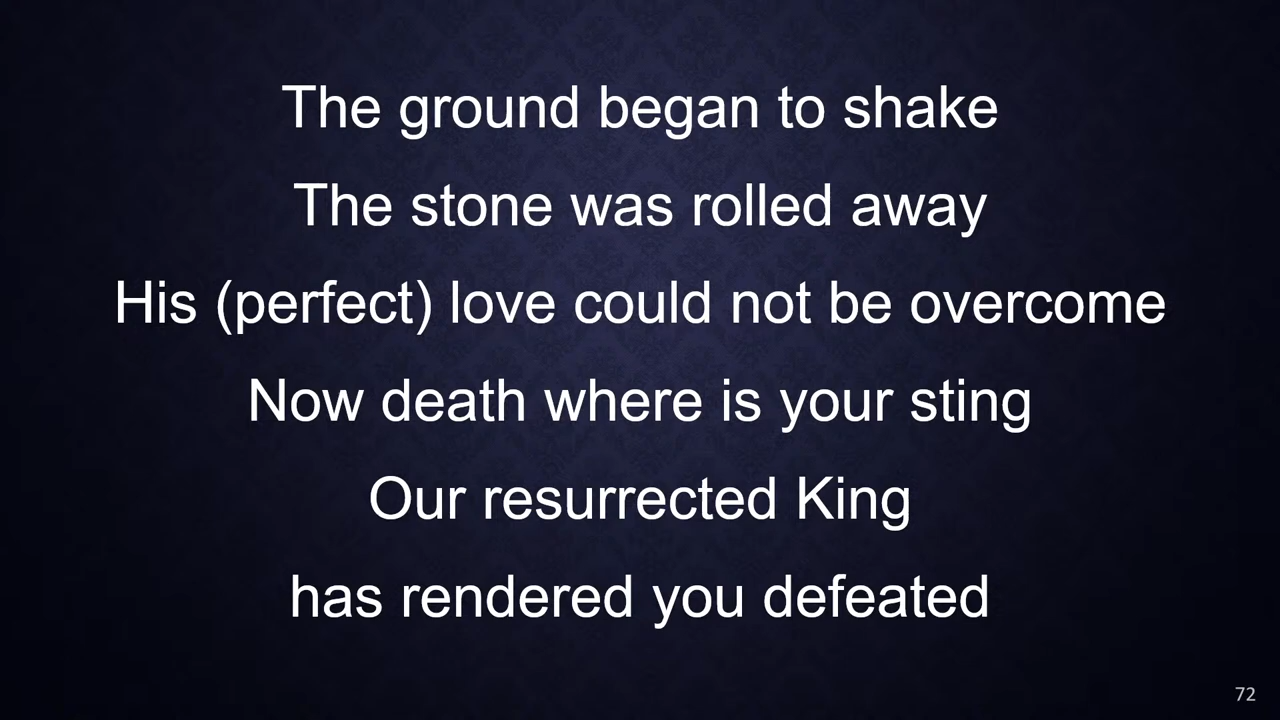 The ground began to shake
The stone was rolled away
His (perfect) love could not be overcome
Now death where is your sting
Our resurrected King
has rendered you defeated
72